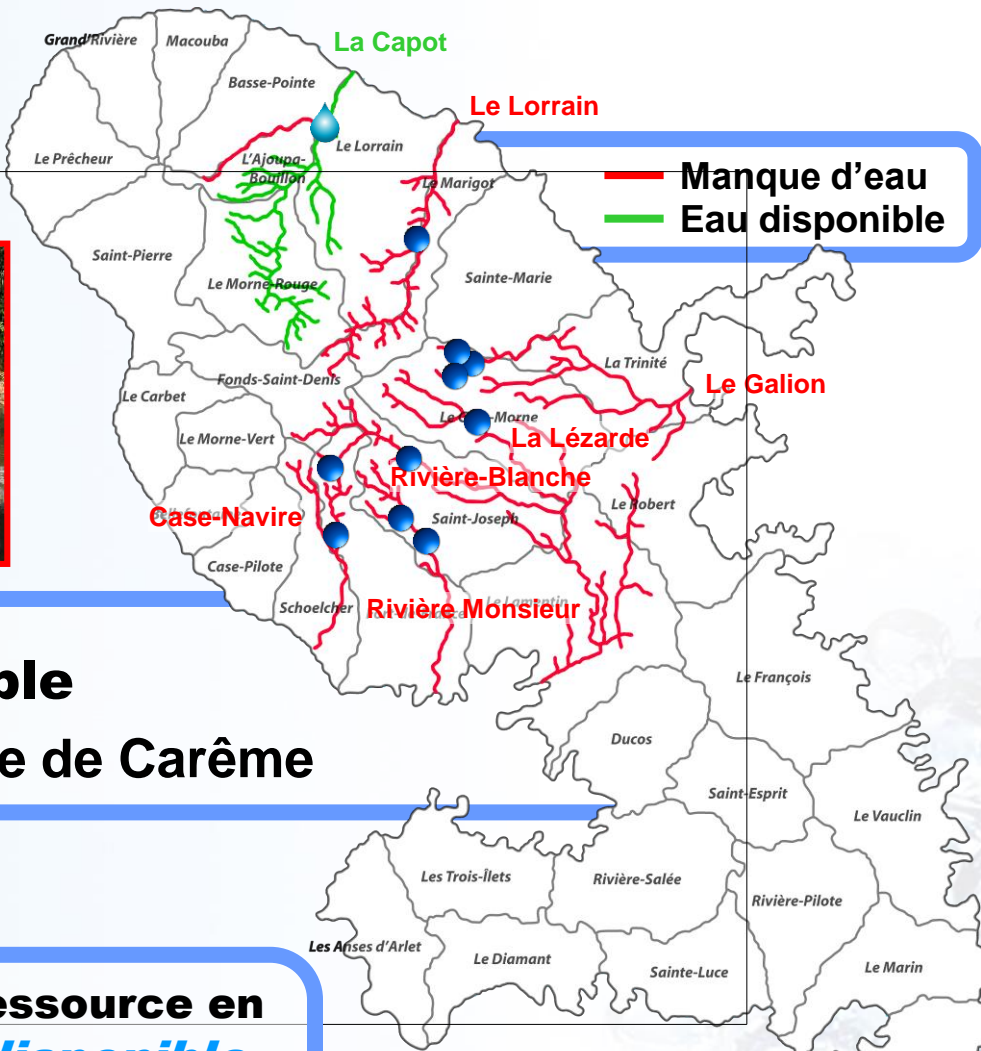 Grand'Rivière
Macouba
La Capot
Basse-Pointe
Le Lorrain
Le Lorrain
Le Prêcheur
L'Ajoupa-
Bouillon
Le Marigot
Manque d'eau
Eau disponible
Saint-Pierre
Sainte-Marie
Le Morne-Rouge
La Trinité
Fonds-Saint-Denis
Le Galion
Le Carbet
Le Morne-Vert
La Lézarde
Rivière-Blanche
Le Robert
Case-Navire
Saint-Joseph
Case-Pilote
Schoelcher
Rivière Monsieur
Le Lamentin
ble
Le François
e de Carême
Ducos
Saint-Esprit
Le Vauclin
Les Trois-Îlets
Rivière-Salée
Rivière-Pilote
Les Anses d'Arlet
Le Diamant
Sainte-Luce
Le Marin
essource en
disponible